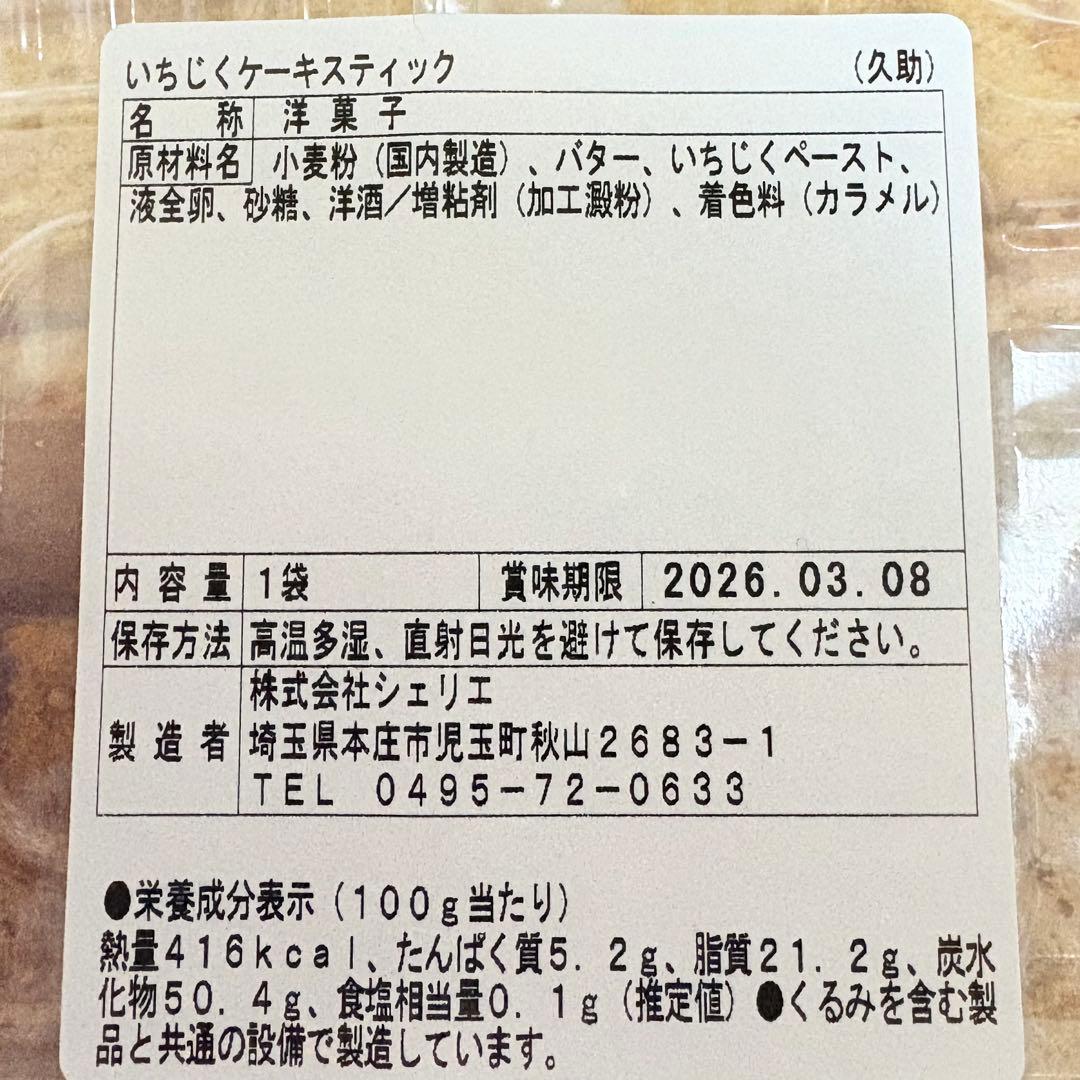 いちじくケーキスティック （久助）
名 称 洋 菓 子
原材料名 小麦粉（国内製造）、バター、いちじくペースト、
液全卵、砂糖、洋酒／増粘剤（加工澱粉）、着色料（カラメル）
内 容 量 1袋 賞味期限 2026.03.08
保存方法 高温多湿、直射日光を避けて保存してください。
株式会社シェリエ
製 造 者 埼玉県本庄市児玉町秋山２６８３－１
ＴＥＬ ０４９５－７２－０６３３
●栄養成分表示（１００ｇ当たり）
熱量４１６ｋｃａｌ、たんぱく質５．２ｇ、脂質２１．２ｇ、炭水
化物５０．４ｇ、食塩相当量０．１ｇ（推定値）●くるみを含む製
品と共通の設備で製造しています。